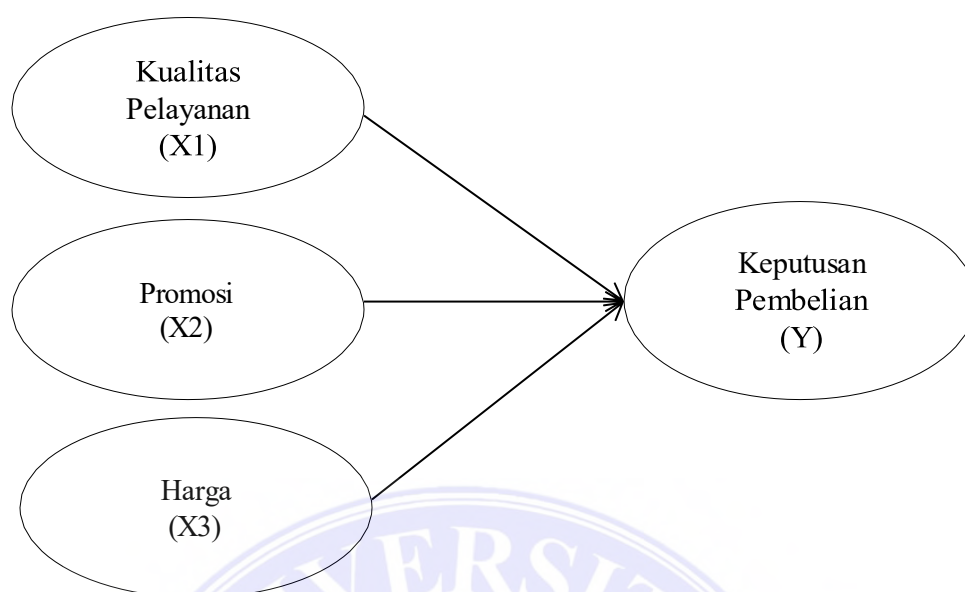 Kualitas
Pelayanan
(X1)
Promosi
(X2)
Harga
(X3)
Keputusan
Pembelian
(Y)